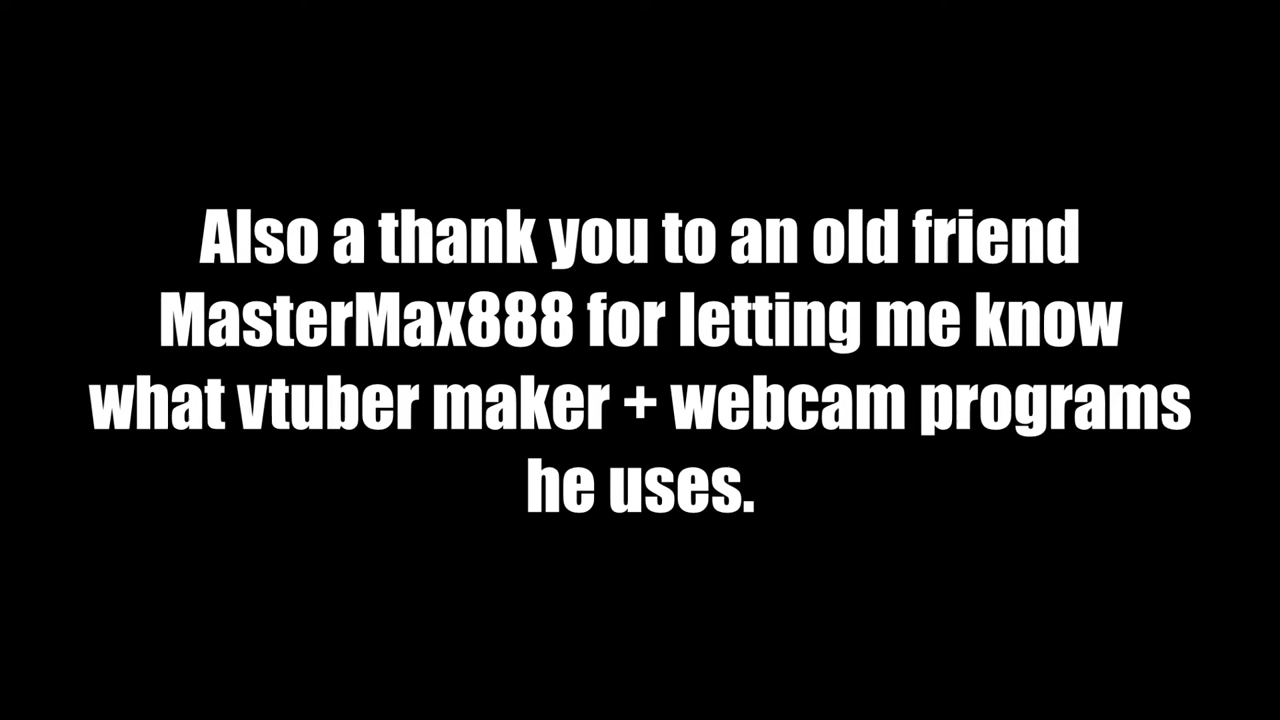 Also a thank you to an old friend
MasterMax888 for letting me know
what vtuber maker + webcam programs
he uses.